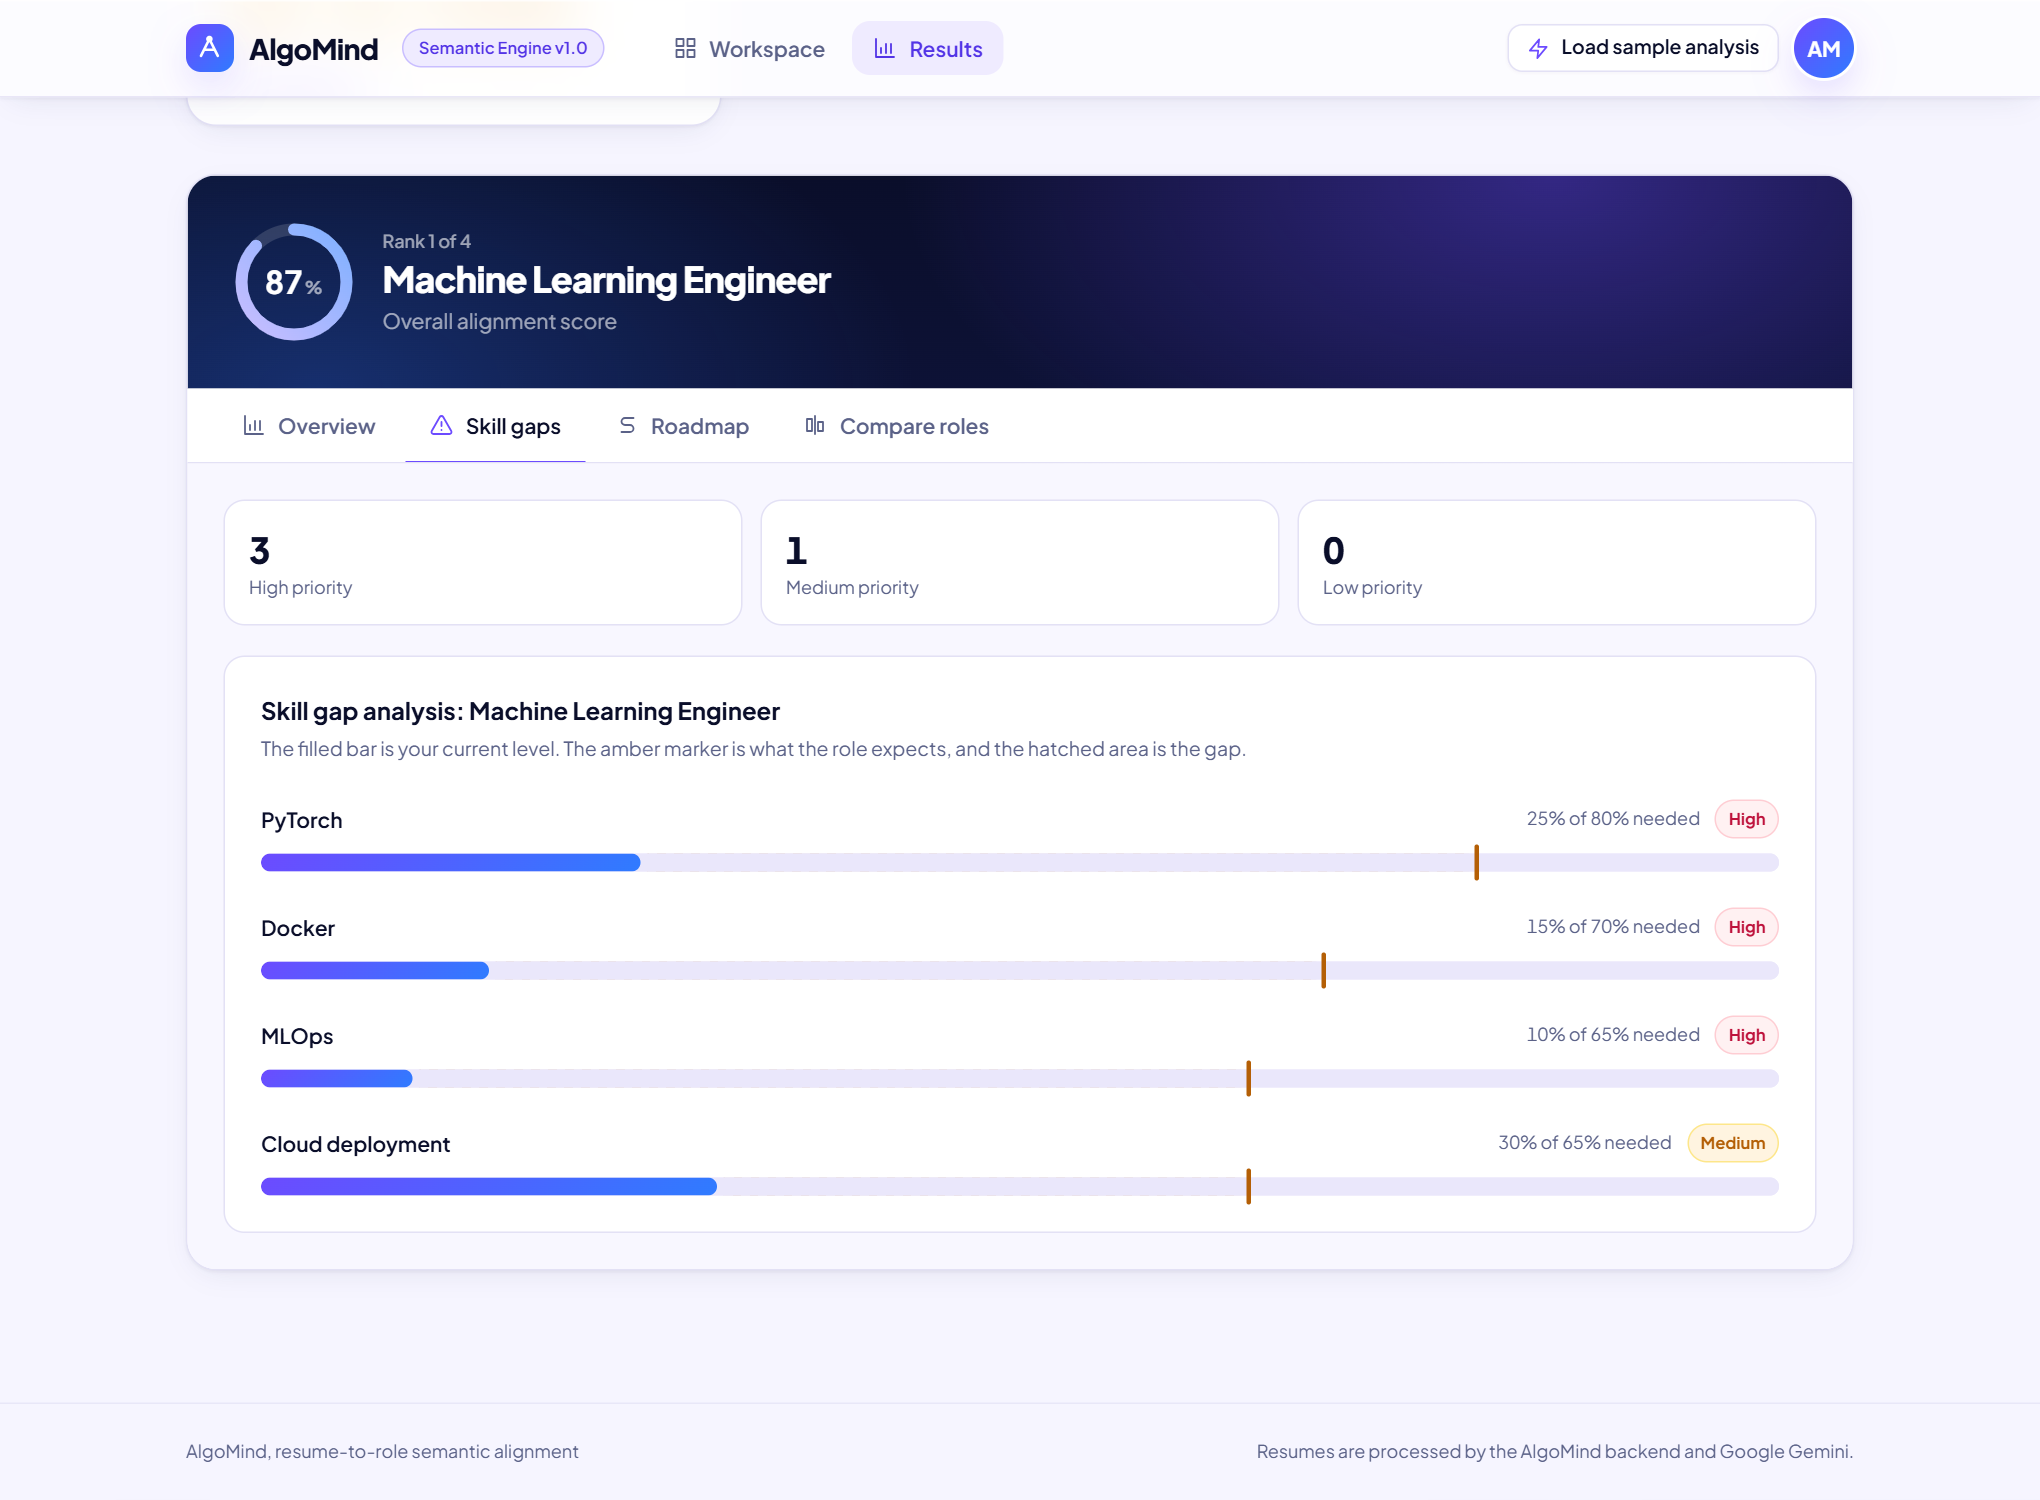 AlgoMind
Semantic Engine v1.0
Workspace
Results
Load sample analysis
AM
87%
Rank 1 of 4
Machine Learning Engineer
Overall alignment score
Overview
Skill gaps
Roadmap
Compare roles
3
High priority
1
Medium priority
0
Low priority
Skill gap analysis: Machine Learning Engineer
The filled bar is your current level. The amber marker is what the role expects, and the hatched area is the gap.
PyTorch
25% of 80% needed
High
Docker
15% of 70% needed
High
MLOps
10% of 65% needed
High
Cloud deployment
30% of 65% needed
Medium
AlgoMind, resume-to-role semantic alignment
Resumes are processed by the AlgoMind backend and Google Gemini.